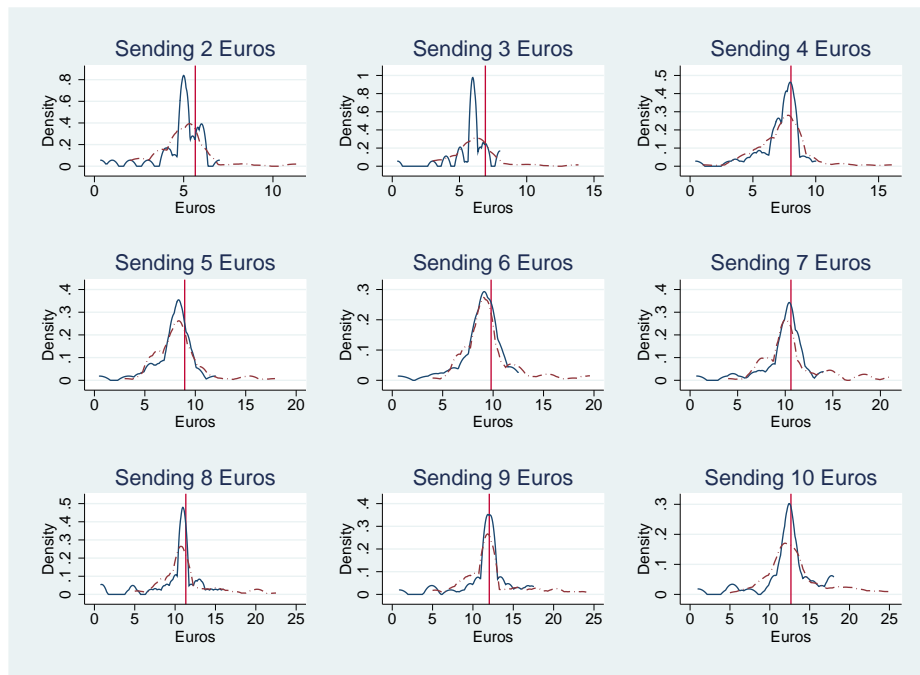 Sending 2 Euros
Density
0 .2 .4 .6 .8
0 5 10
Euros
Sending 3 Euros
Density
0 .2 .4 .6 .8 1
0 5 10 15
Euros
Sending 4 Euros
Density
0 .1 .2 .3 .4 .5
0 5 10 15
Euros
Sending 5 Euros
Density
0 .1 .2 .3 .4
0 5 10 15 20
Euros
Sending 6 Euros
Density
0 .1 .2 .3
0 5 10 15 20
Euros
Sending 7 Euros
Density
0 .1 .2 .3 .4
0 5 10 15 20
Euros
Sending 8 Euros
Density
0 .1 .2 .3 .4 .5
0 5 10 15 20 25
Euros
Sending 9 Euros
Density
0 .1 .2 .3 .4
0 5 10 15 20 25
Euros
Sending 10 Euros
Density
0 .1 .2 .3
0 5 10 15 20 25
Euros